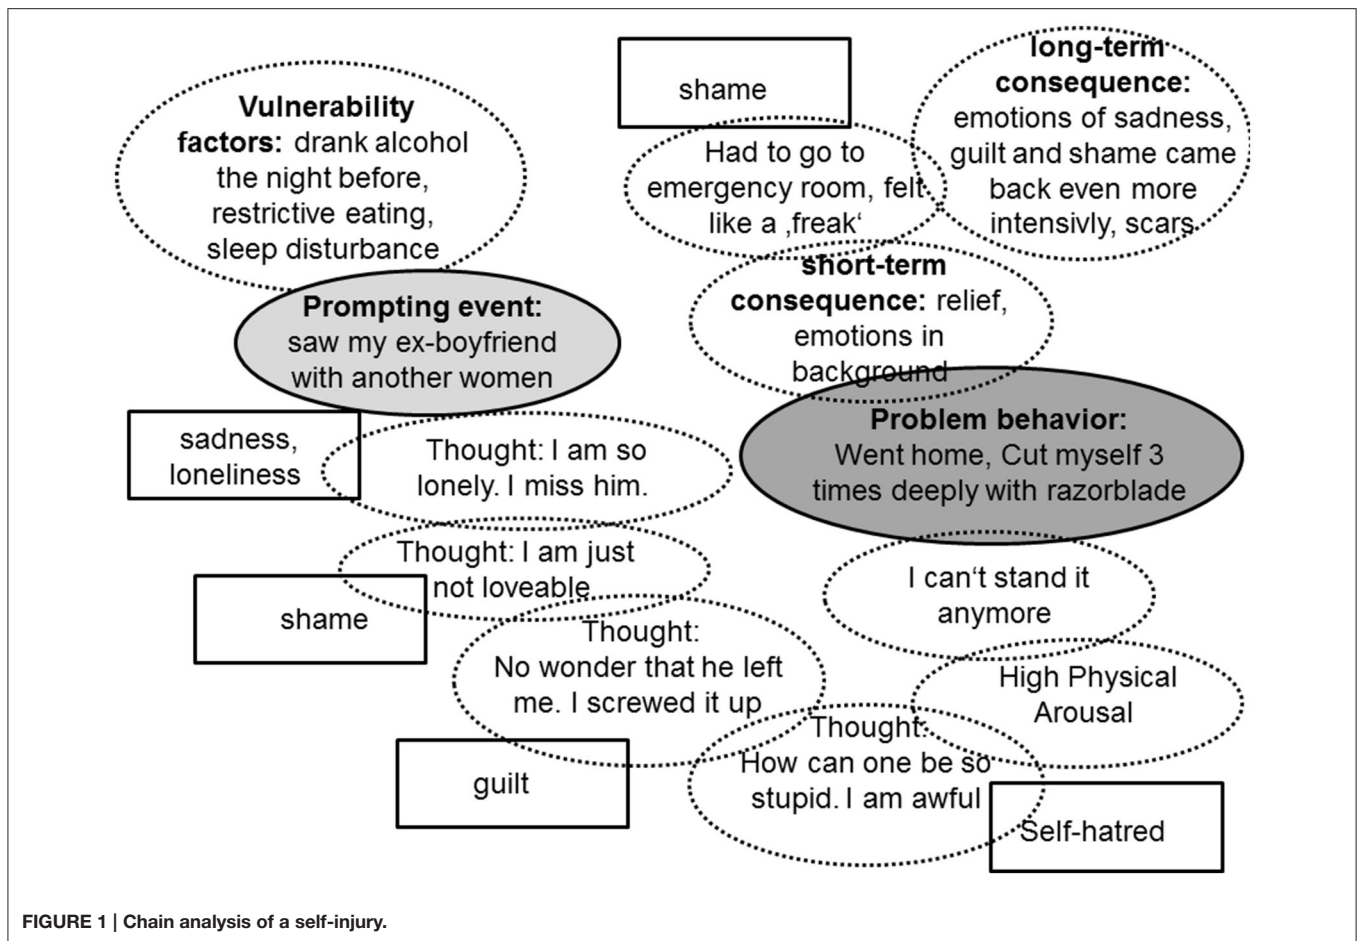 Vulnerability
factors: drank alcohol
the night before,
restrictive eating,
sleep disturbance
Prompting event:
saw my ex-boyfriend
with another women
sadness,
loneliness
Thought: I am so
lonely. I miss him.
Thought: I am just
not loveable
shame
Thought:
No wonder that he left
me. I screwed it up
guilt
Thought:
How can one be so
stupid. I am awful
Self-hatred
High Physical
Arousal
I can‘t stand it
anymore
Problem behavior:
Went home, Cut myself 3
times deeply with razorblade
short-term
consequence: relief,
emotions in
background
Had to go to
emergency room, felt
like a ‚freak‘
shame
long-term
consequence:
emotions of sadness,
guilt and shame came
back even more
intensivly, scars
FIGURE 1 | Chain analysis of a self-injury.